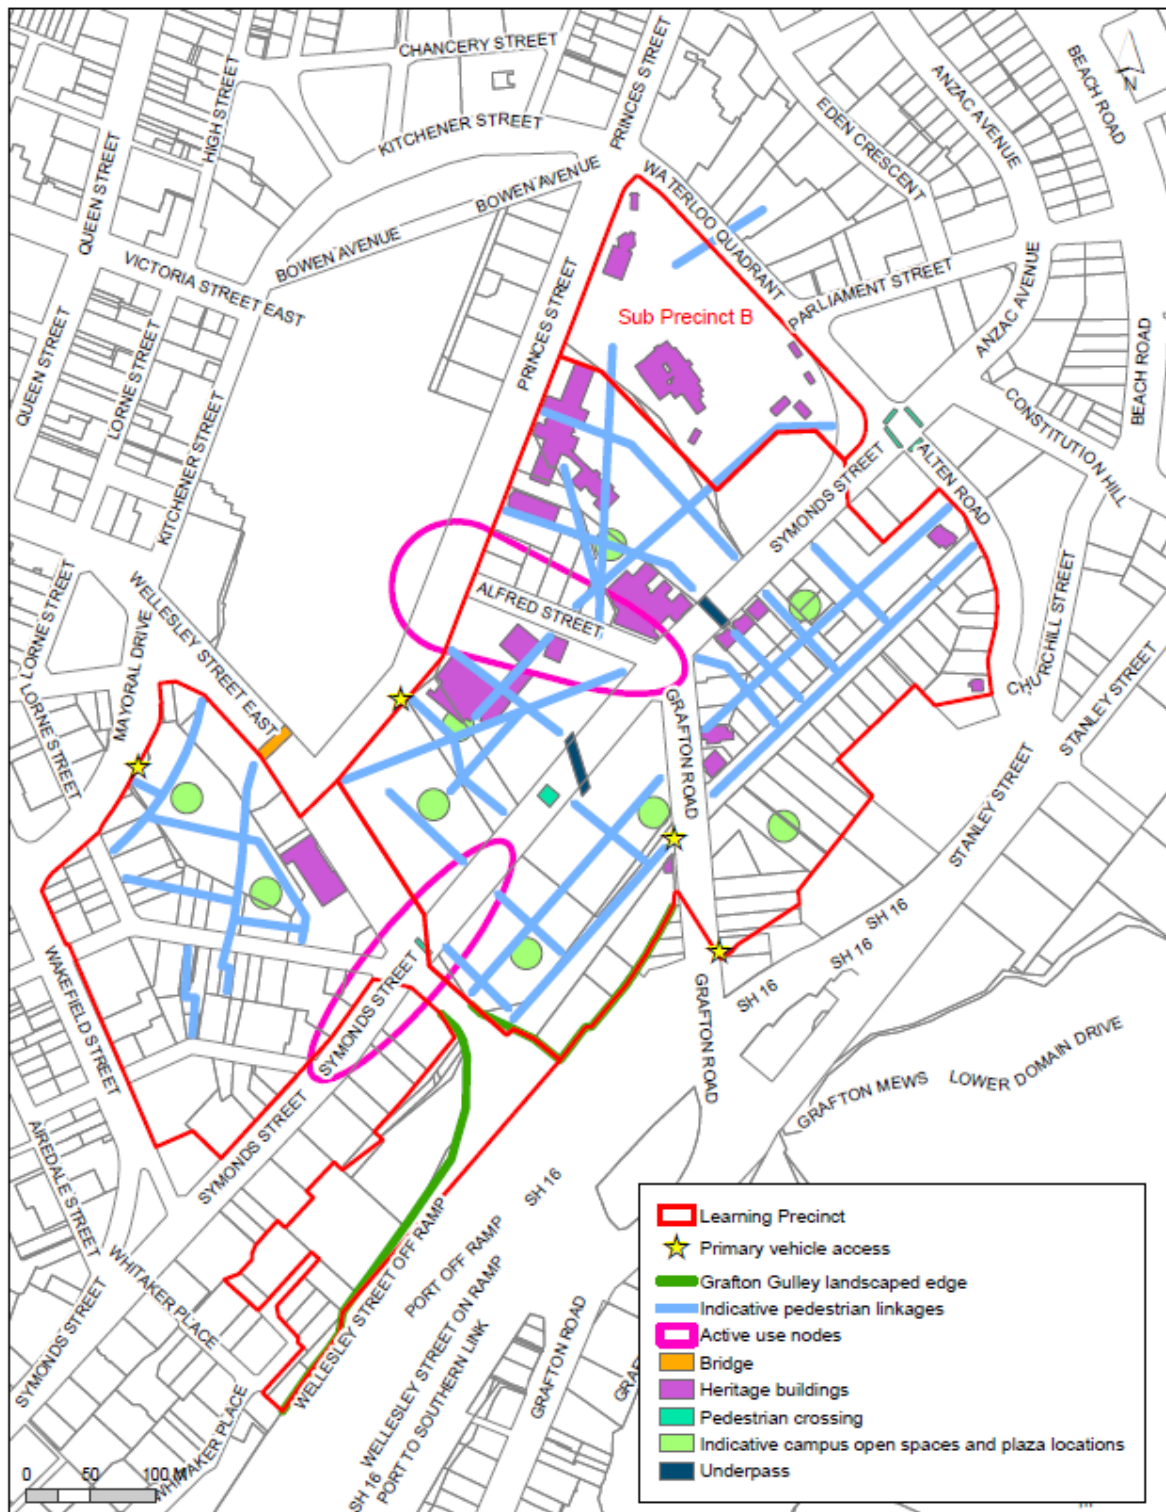 CHANCERY STREET
PRINCES STREET
HIGH STREET
KITCHENER STREET
QUEEN STREET
BOWEN AVENUE
BOWEN AVENUE
VICTORIA STREET EAST
BEACH ROAD
ANZAC AVENUE
EDEN CRESCENT
N
WATERLOO QUADRANT
PARLIAMENT STREET
ANZAC AVENUE
BEACH ROAD
CONSTITUTION HILL
Sub Precinct B
PRINCES STREET
QUEEN STREET
LORNE STREET
KITCHENER STREET
SYMONDS STREET
ALTEN ROAD
CHURCHILL STREET
STANLEY STREET
STANLEY STREET
ALFRED STREET
WELLESLEY STREET EAST
LORNE STREET
LORNE STREET
MAYORAL DRIVE
GRAFTON ROAD
SH 16
SH 16
SH 16
GRAFTON ROAD
WAKEFIELD STREET
SYMONDS STREET
SYMONDS STREET
GRAFTON MEWS
LOWER DOMAIN DRIVE
AIREDALE STREET
WHITAKER PLACE
SYMONDS STREET
WHITAKER PLACE
WELLESLEY STREET OFF RAMP
SH 16
PORT OFF RAMP
WELLESLEY STREET ON RAMP
SH 16
PORT TO SOUTHERN LINK
GRAFTON ROAD
GRAF
Learning Precinct
Primary vehicle access
Grafton Gulley landscaped edge
Indicative pedestrian linkages
Active use nodes
Bridge
Heritage buildings
Pedestrian crossing
Indicative campus open spaces and plaza locations
Underpass
0 50 100 M